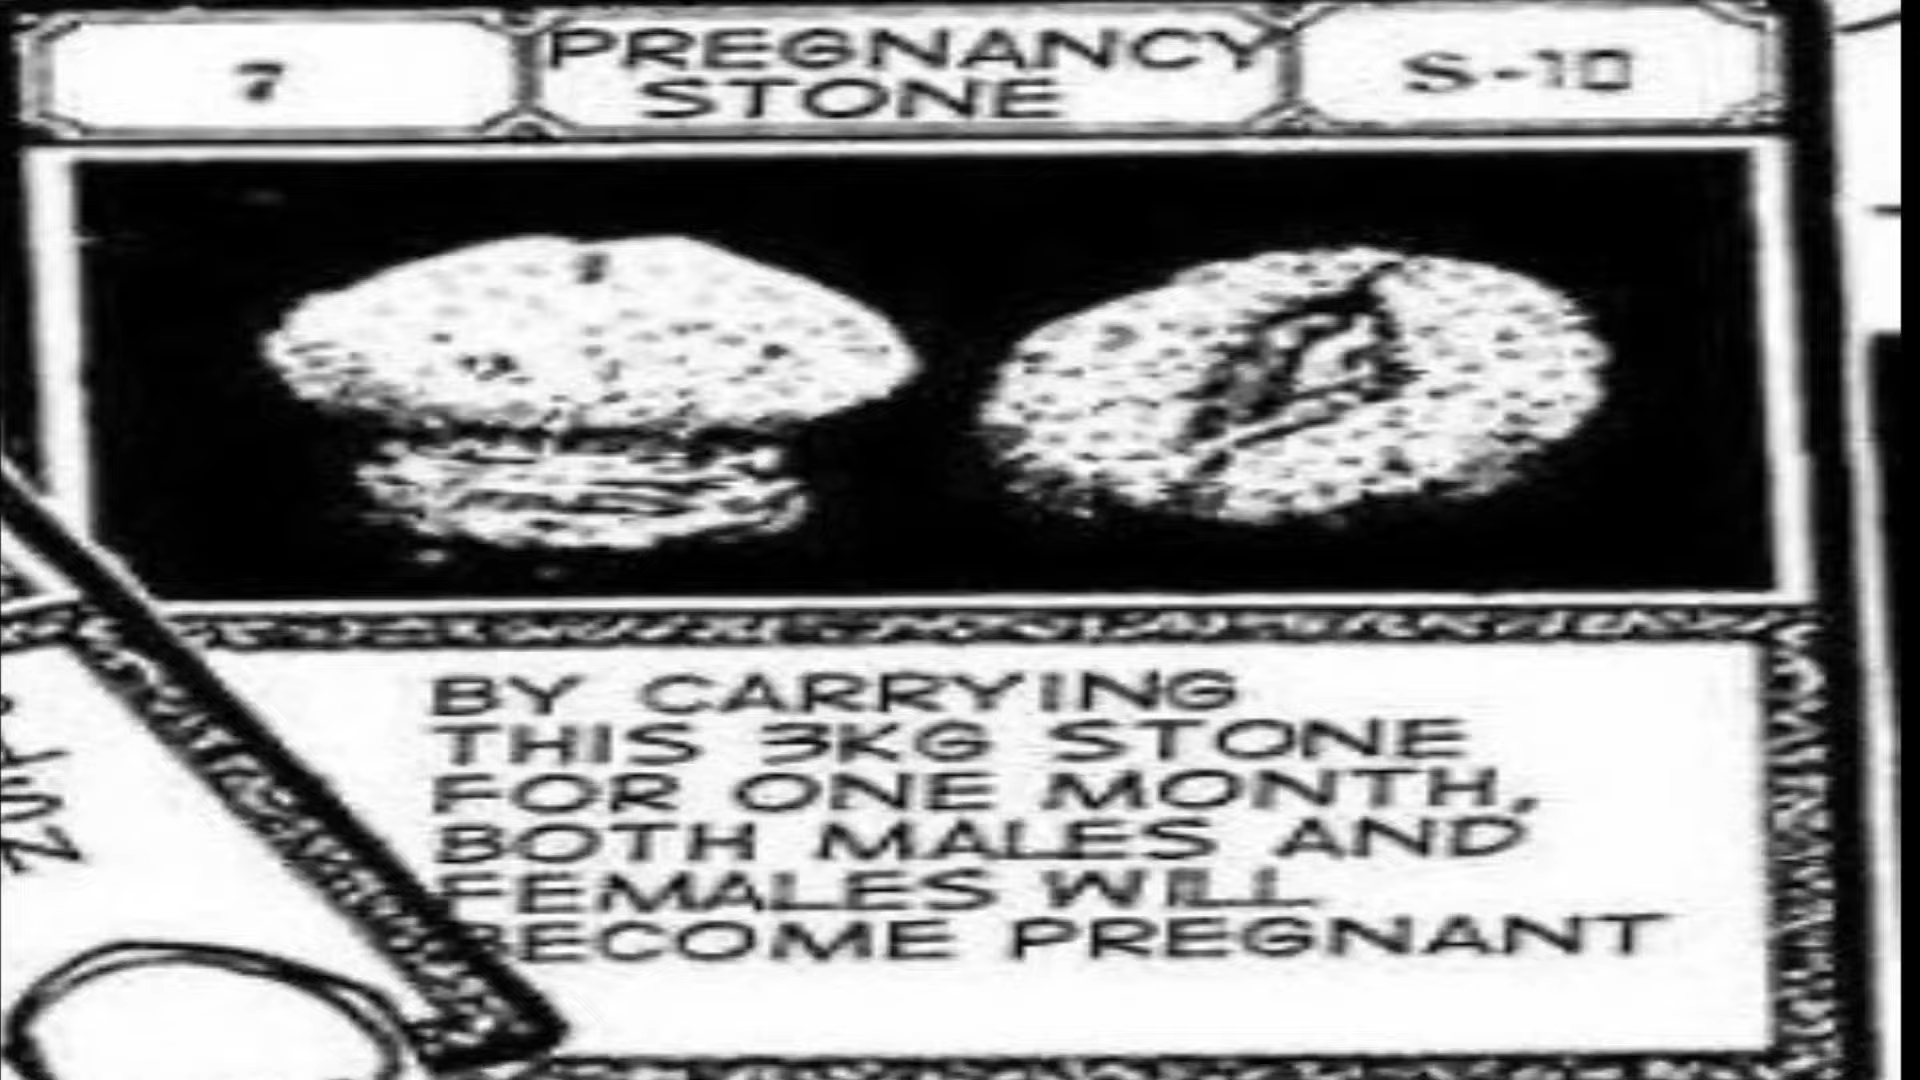 7
PREGNANCY
STONE
S-10
BY CARRYING
THIS 3KG STONE
FOR ONE MONTH,
BOTH MALES AND
FEMALES WILL
BECOME PREGNANT